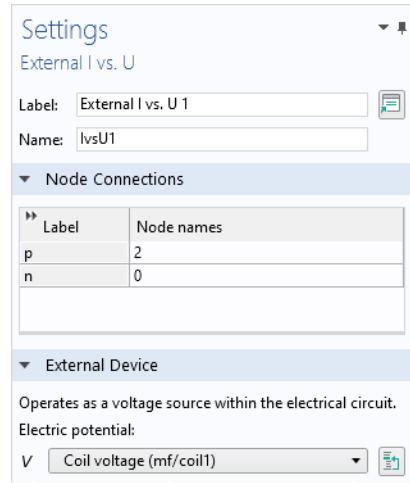 Settings
External I vs. U
Label: External I vs. U 1
Name: IvsU1
Node Connections
Label Node names
p 2
n 0
External Device
Operates as a voltage source within the electrical circuit.
Electric potential:
V Coil voltage (mf/coil1)